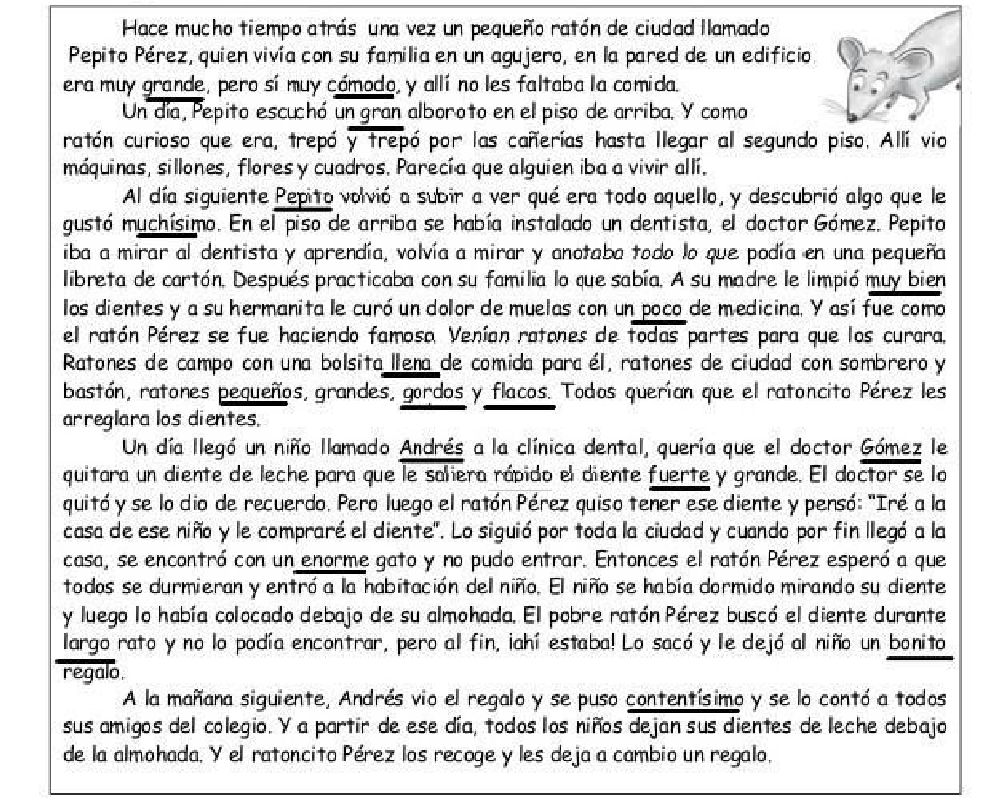 Hace mucho tiempo atrás una vez un pequeño ratón de ciudad llamado
Pepito Pérez, quien vivía con su familia en un agujero, en la pared de un edificio.
era muy grande, pero sí muy cómodo, y allí no les faltaba la comida.
Un día, Pepito escuchó un gran alboroto en el piso de arriba. Y como
ratón curioso que era, trepó y trepó por las cañerías hasta llegar al segundo piso. Allí vio
máquinas, sillones, flores y cuadros. Parecía que alguien iba a vivir allí.
Al día siguiente Pepito volvió a subir a ver qué era todo aquello, y descubrió algo que le
gustó muchísimo. En el piso de arriba se había instalado un dentista, el doctor Gómez. Pepito
iba a mirar al dentista y aprendía, volvía a mirar y anotaba todo lo que podía en una pequeña
libreta de cartón. Después practicaba con su familia lo que sabía. A su madre le limpió muy bien
los dientes y a su hermanita le curó un dolor de muelas con un poco de medicina. Y así fue como
el ratón Pérez se fue haciendo famoso. Venían ratones de todas partes para que los curara.
Ratones de campo con una bolsita llena de comida para él, ratones de ciudad con sombrero y
bastón, ratones pequeños, grandes, gordos y flacos. Todos querían que el ratoncito Pérez les
arreglara los dientes.
Un día llegó un niño llamado Andrés a la clínica dental, quería que el doctor Gómez le
quitara un diente de leche para que le saliera rápido el diente fuerte y grande. El doctor se lo
quitó y se lo dio de recuerdo. Pero luego el ratón Pérez quiso tener ese diente y pensó: "Iré a la
casa de ese niño y le compraré el diente". Lo siguió por toda la ciudad y cuando por fin llegó a la
casa, se encontró con un enorme gato y no pudo entrar. Entonces el ratón Pérez esperó a que
todos se durmieran y entró a la habitación del niño. El niño se había dormido mirando su diente
y luego lo había colocado debajo de su almohada. El pobre ratón Pérez buscó el diente durante
largo rato y no lo podía encontrar, pero al fin, ¡ahí estaba! Lo sacó y le dejó al niño un bonito
regalo.
A la mañana siguiente, Andrés vio el regalo y se puso contentísimo y se lo contó a todos
sus amigos del colegio. Y a partir de ese día, todos los niños dejan sus dientes de leche debajo
de la almohada. Y el ratoncito Pérez los recoge y les deja a cambio un regalo.